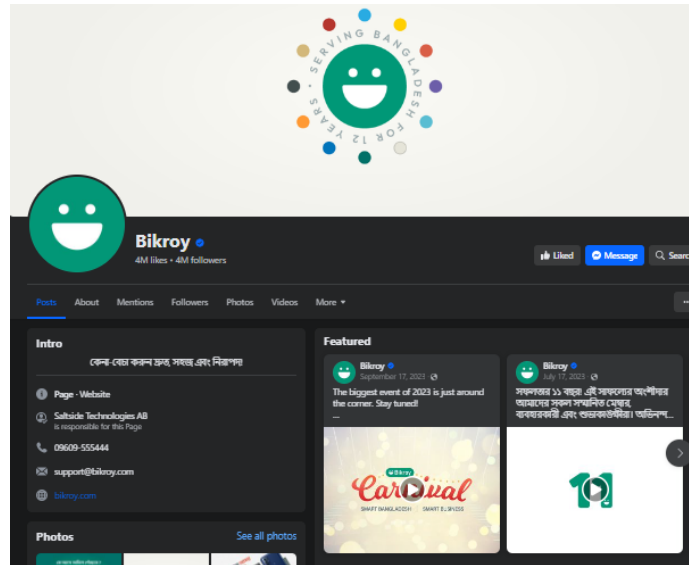 SERVING BANGLADESH FOR 12 YEARS
Bikroy
4M likes • 4M followers
Liked
Message
Searc
Posts
About
Mentions
Followers
Photos
Videos
More
Intro
কেনা-বেচা করুন দ্রুত, সহজে এবং নিরাপদে!
Page · Website
Saltside Technologies AB
is responsible for this Page
09609-555444
support@bikroy.com
bikroy.com
Photos
See all photos
Featured
Bikroy
September 17, 2023 ·
The biggest event of 2023 is just around
the corner. Stay tuned!
...
Bikroy
Carnival
SMART BANGLADESH
SMART BUSINESS
Bikroy
July 17, 2023 ·
সফলতার ১১ বছর! এই সাফল্যের অংশীদার
আমাদের সকল সম্মানিত মেম্বার,
ব্যবহারকারী এবং শুভাকাঙ্ক্ষীরা! অভিনন্দ...
11